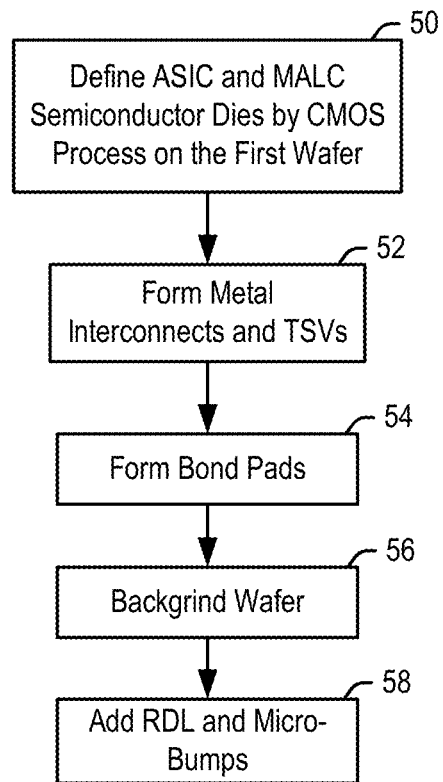 50
Define ASIC and MALC
Semiconductor Dies by CMOS
Process on the First Wafer
52
Form Metal
Interconnects and TSVs
54
Form Bond Pads
56
Backgrind Wafer
58
Add RDL and Micro-
Bumps